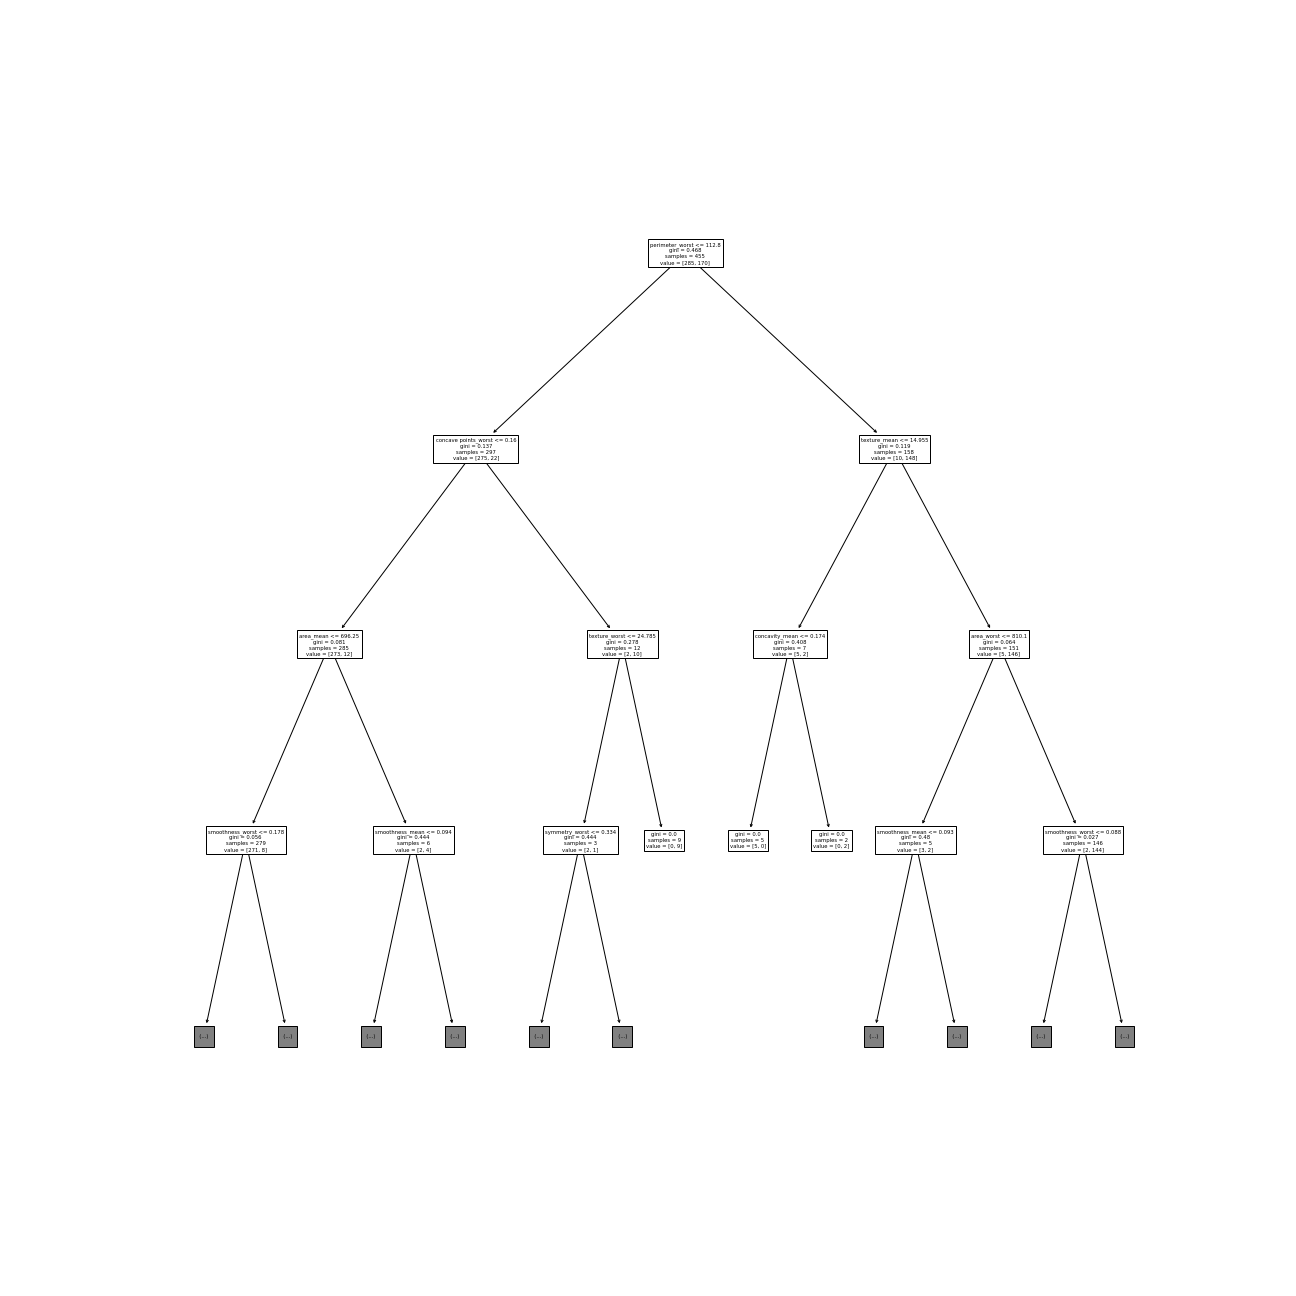 perimeter_worst <= 112.8
gini = 0.468
samples = 455
value = [285, 170]
concave points_worst <= 0.16
gini = 0.137
samples = 297
value = [275, 22]
texture_mean <= 14.955
gini = 0.119
samples = 158
value = [10, 148]
area_mean <= 696.25
gini = 0.081
samples = 285
value = [273, 12]
texture_worst <= 24.785
gini = 0.278
samples = 12
value = [2, 10]
concavity_mean <= 0.174
gini = 0.408
samples = 7
value = [5, 2]
area_worst <= 810.1
gini = 0.064
samples = 151
value = [5, 146]
smoothness_worst <= 0.178
gini = 0.056
samples = 279
value = [271, 8]
smoothness_mean <= 0.094
gini = 0.444
samples = 6
value = [2, 4]
symmetry_worst <= 0.334
gini = 0.444
samples = 3
value = [2, 1]
gini = 0.0
samples = 9
value = [0, 9]
gini = 0.0
samples = 5
value = [5, 0]
gini = 0.0
samples = 2
value = [0, 2]
smoothness_mean <= 0.093
gini = 0.48
samples = 5
value = [3, 2]
smoothness_worst <= 0.088
gini = 0.027
samples = 146
value = [2, 144]
(...)
(...)
(...)
(...)
(...)
(...)
(...)
(...)
(...)
(...)